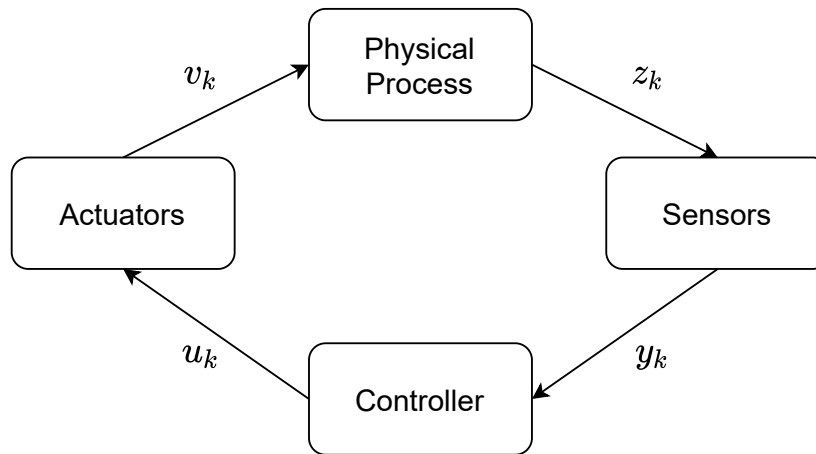 Physical
Process
v_k
z_k
Actuators
Sensors
u_k
y_k
Controller